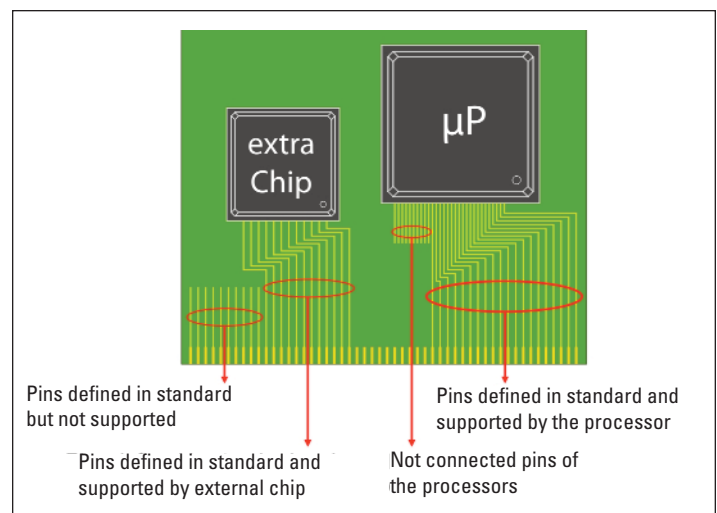 extra
Chip
µP
Pins defined in standard
but not supported
Pins defined in standard and
supported by the processor
Pins defined in standard and
supported by external chip
Not connected pins of
the processors